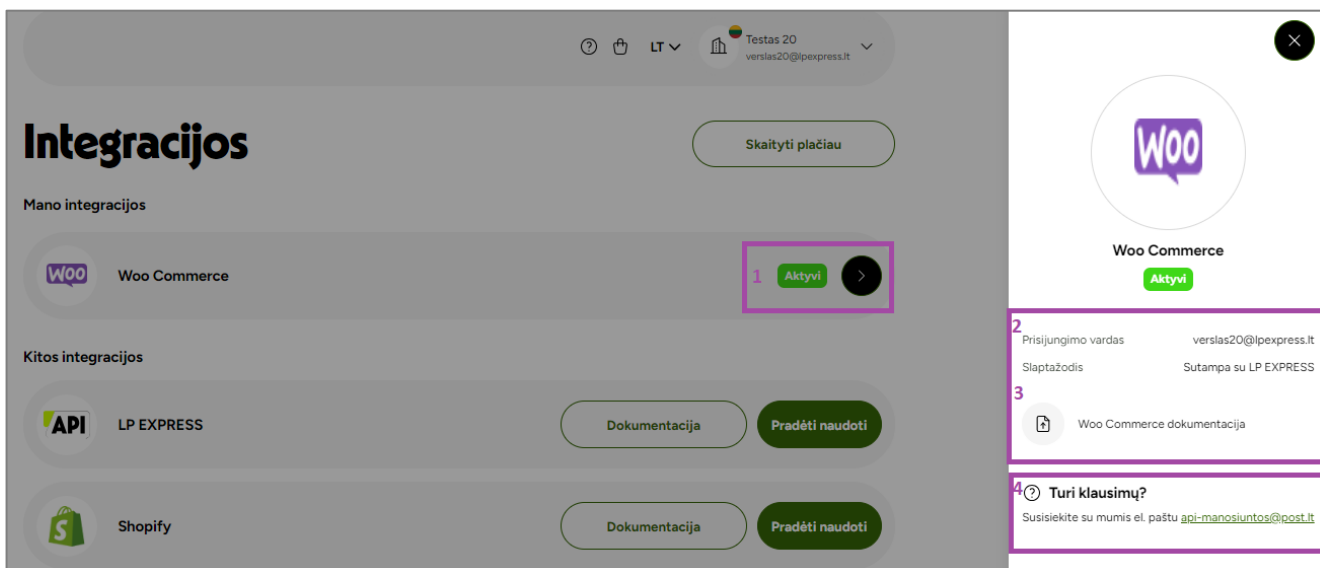 LT
Testas 20
verslas20@lpexpress.lt
Integracijos
Skaityti plačiau
Mano integracijos
Woo
Woo Commerce
1
Aktyvi
Kitos integracijos
API
LP EXPRESS
Dokumentacija
Pradėti naudoti
S
Shopify
Dokumentacija
Pradėti naudoti
Woo
Woo Commerce
Aktyvi
2
Prisijungimo vardas verslas20@lpexpress.lt
Slaptažodis Sutampa su LP EXPRESS
3
Woo Commerce dokumentacija
4
Turi klausimų?
Susisiekite su mumis el. paštu api-manosiuntos@post.lt